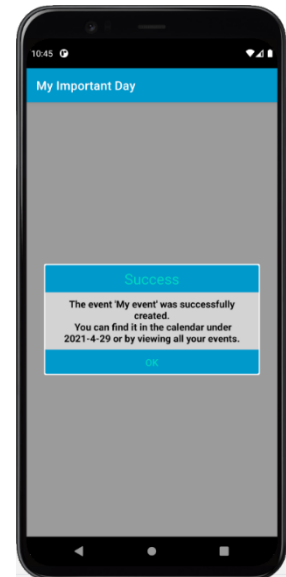 10:45
My Important Day
Success
The event 'My event' was successfully
created.
You can find it in the calendar under
2021-4-29 or by viewing all your events.
OK